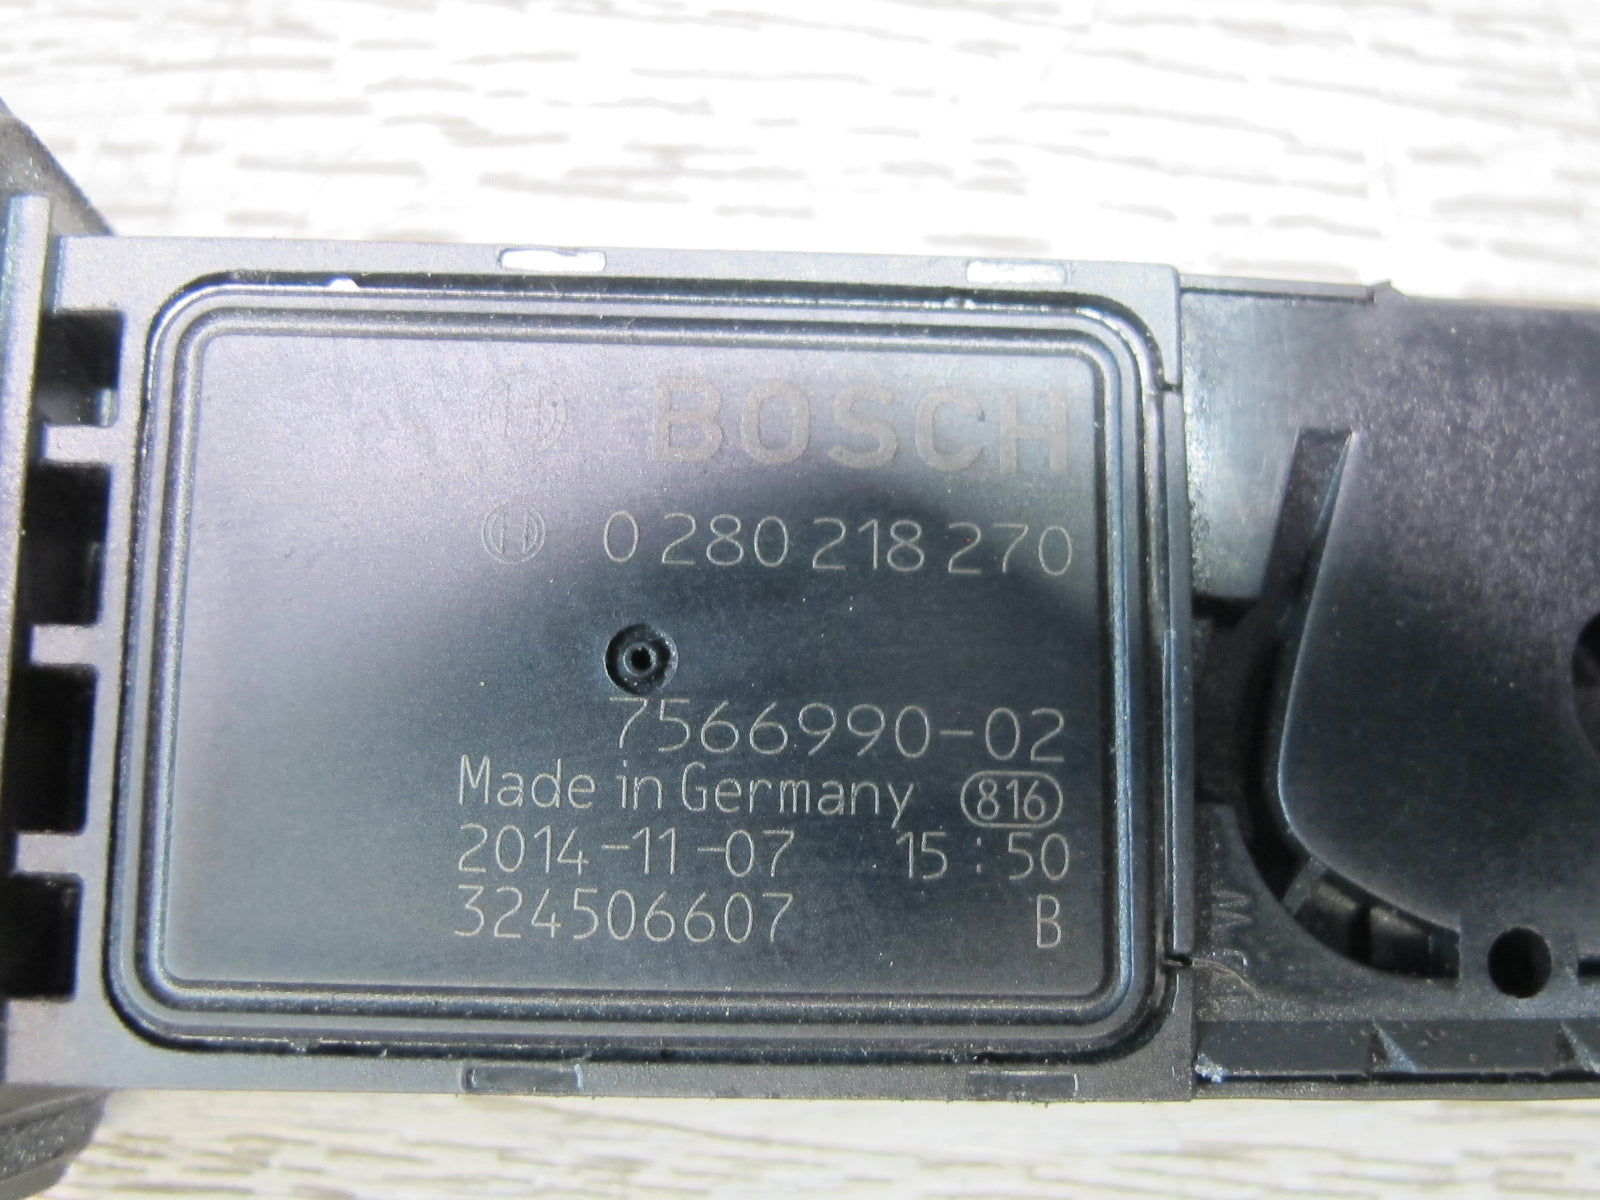 BOSCH
0 280 218 270
7566990-02
Made in Germany 816
2014-11-07 15:50
324506607 B